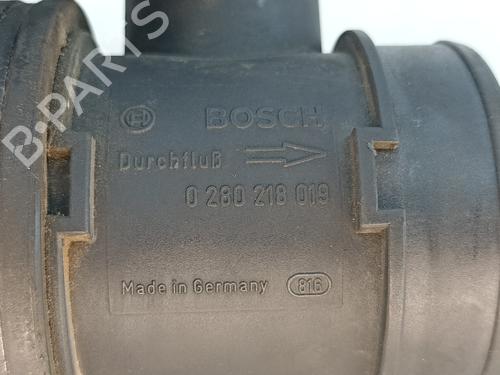 BOSCH
Durchfluß
0 280 218 019
Made in Germany 816
B-PARTS